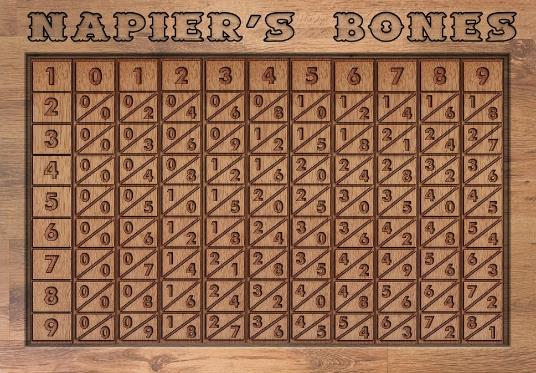 NAPIER'S BONES
1 0 1 2 3 4 5 6 7 8 9
2 0/0 0/2 0/4 0/6 0/8 1/0 1/2 1/4 1/6 1/8
3 0/0 0/3 0/6 0/9 1/2 1/5 1/8 2/1 2/4 2/7
4 0/0 0/4 0/8 1/2 1/6 2/0 2/4 2/8 3/2 3/6
5 0/0 0/5 1/0 1/5 2/0 2/5 3/0 3/5 4/0 4/5
6 0/0 0/6 1/2 1/8 2/4 3/0 3/6 4/2 4/8 5/4
7 0/0 0/7 1/4 2/1 2/8 3/5 4/2 4/9 5/6 6/3
8 0/0 0/8 1/6 2/4 3/2 4/0 4/8 5/6 6/4 7/2
9 0/0 0/9 1/8 2/7 3/6 4/5 5/4 6/3 7/2 8/1